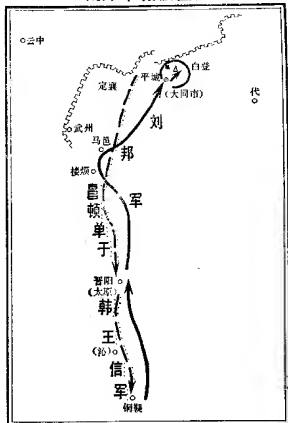 云中
定襄
平城
白登
(大同市)
代
武州
马邑
楼烦
刘邦军
冒顿单于
晋阳
(太原)
韩王信军
(沁)
铜鞮